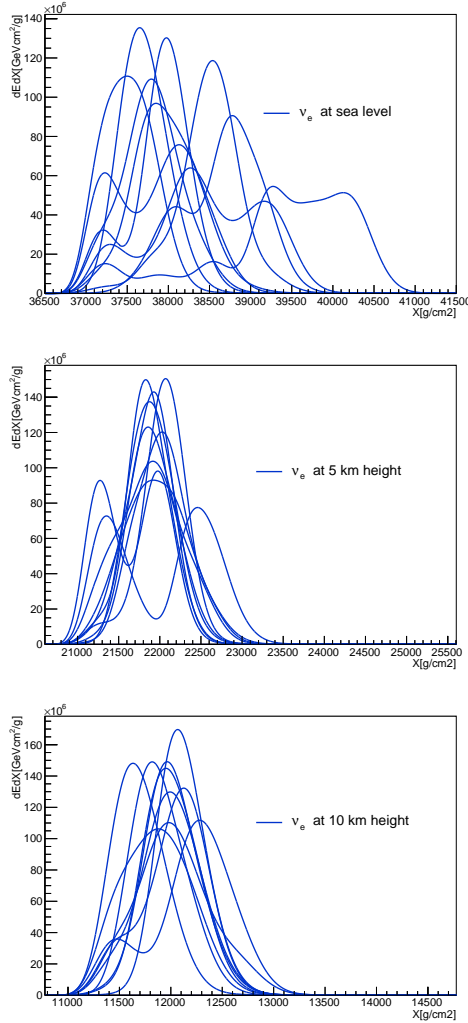 ×10⁶
dEdX[GeVcm²/g]
140
120
100
80
60
40
20
0
νₑ at sea level
36500 37000 37500 38000 38500 39000 39500 40000 40500 41000 41500
X[g/cm2]
×10⁶
dEdX[GeVcm²/g]
140
120
100
80
60
40
20
0
νₑ at 5 km height
21000 21500 22000 22500 23000 23500 24000 24500 25000 25500
X[g/cm2]
×10⁶
dEdX[GeVcm²/g]
160
140
120
100
80
60
40
20
0
νₑ at 10 km height
11000 11500 12000 12500 13000 13500 14000 14500
X[g/cm2]